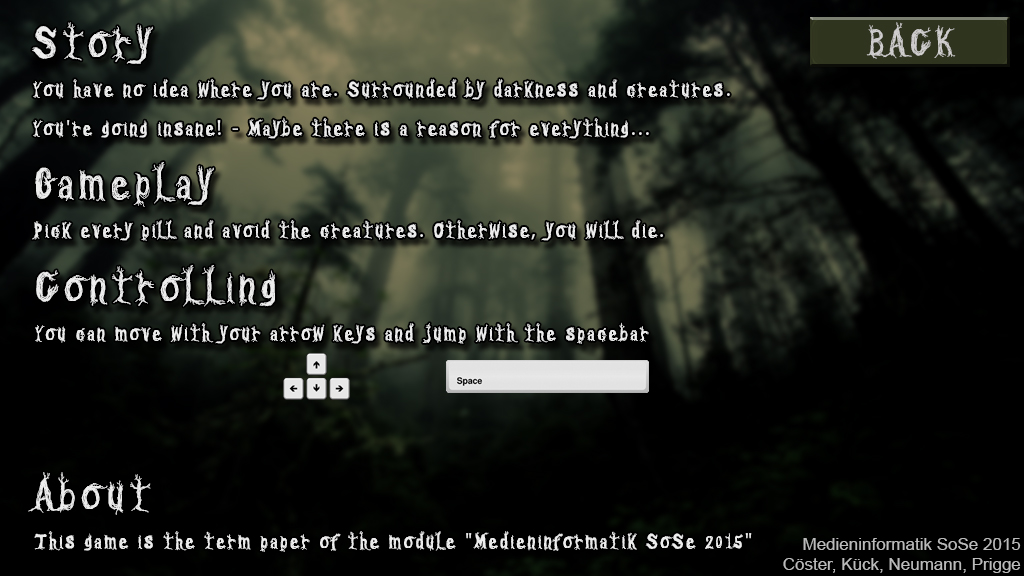 Story
BACK
You have no idea where you are. Surrounded by darkness and creatures.
You're going insane! - Maybe there is a reason for everything...
Gameplay
Pick every pill and avoid the creatures. Otherwise, you will die.
Controlling
You can move with your arrow keys and jump with the spacebar
↑
← ↓ →
Space
About
This game is the term paper of the module "Medieninformatik SoSe 2015"
Medieninformatik SoSe 2015
Cöster, Kück, Neumann, Prigge